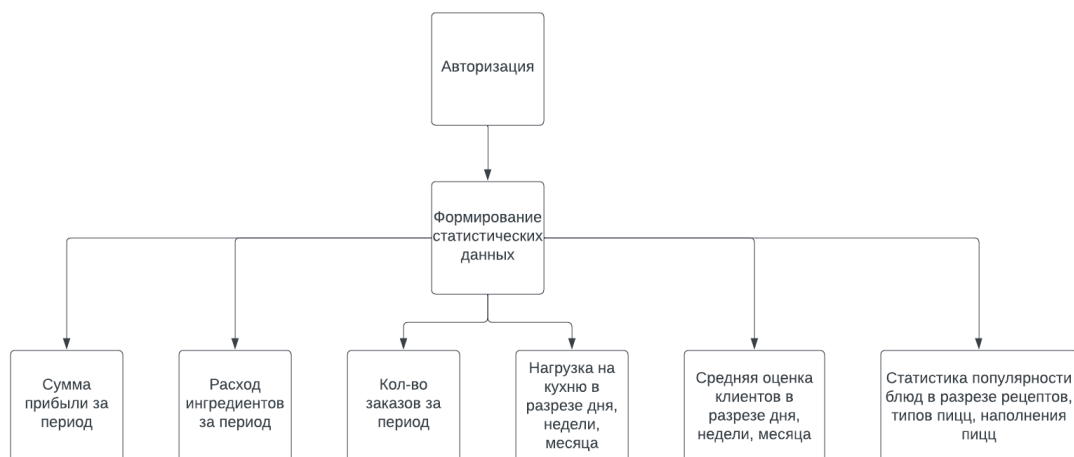 Авторизация
Формирование
статистических
данных
Сумма
прибыли за
период
Расход
ингредиентов
за период
Кол-во
заказов за
период
Нагрузка на
кухню в
разрезе дня,
недели,
месяца
Средняя оценка
клиентов в
разрезе дня,
недели, месяца
Статистика популярности
блюд в разрезе рецептов,
типов пицц, наполнения
пицц